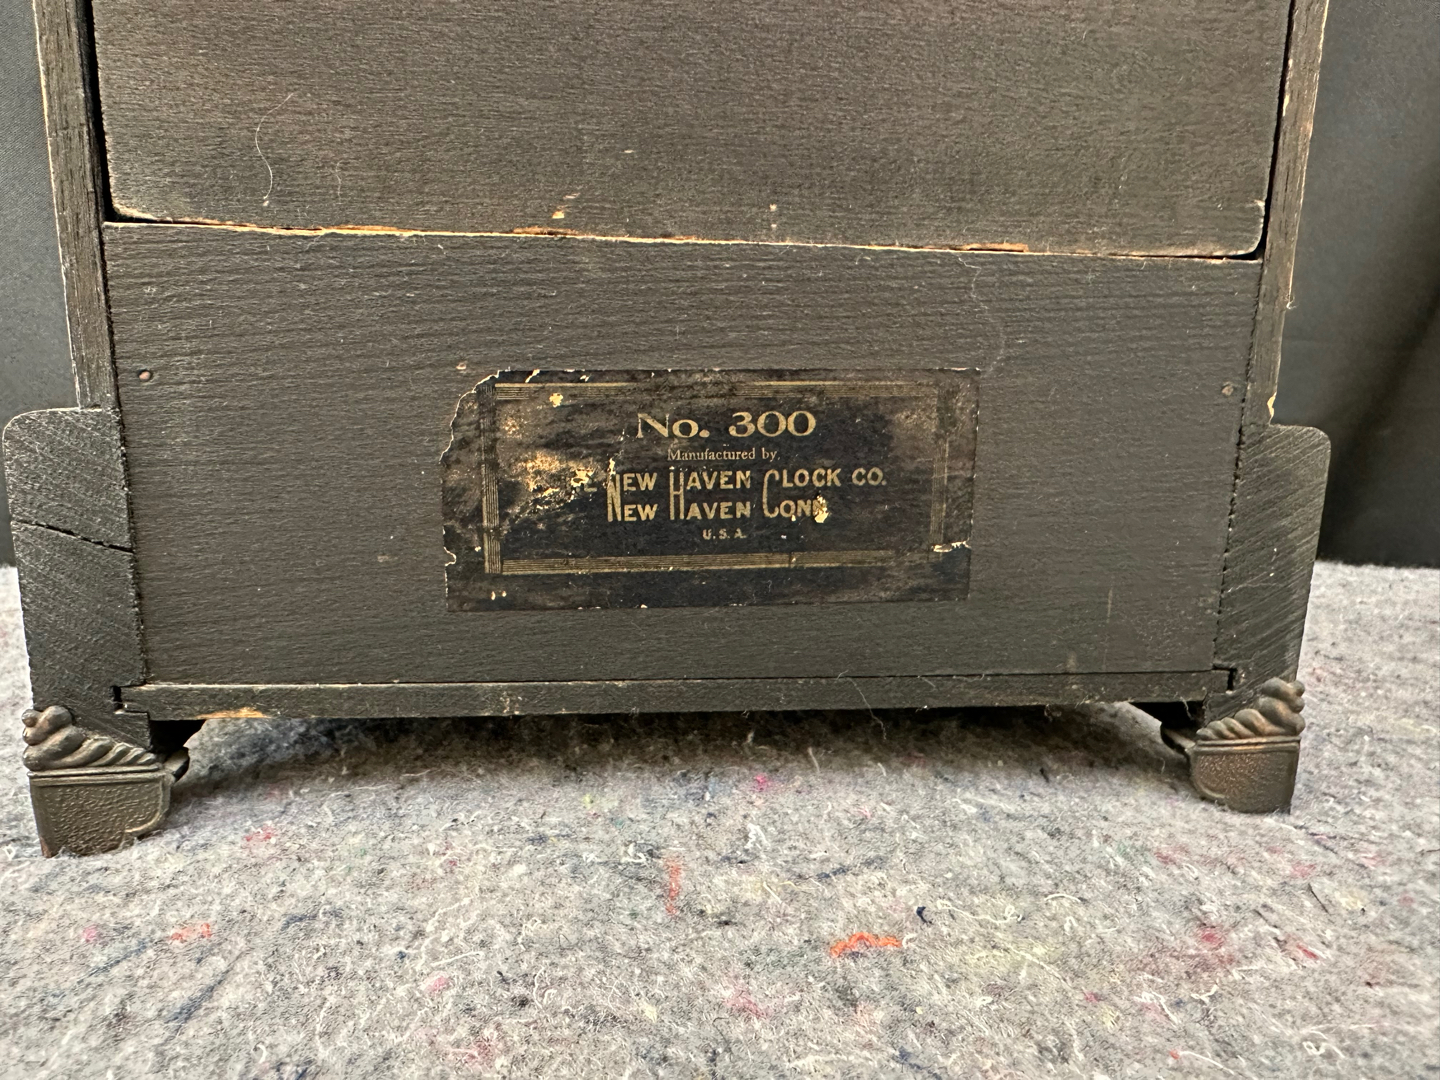 No. 300
Manufactured by
NEW HAVEN CLOCK CO.
NEW HAVEN CONN
U.S.A.